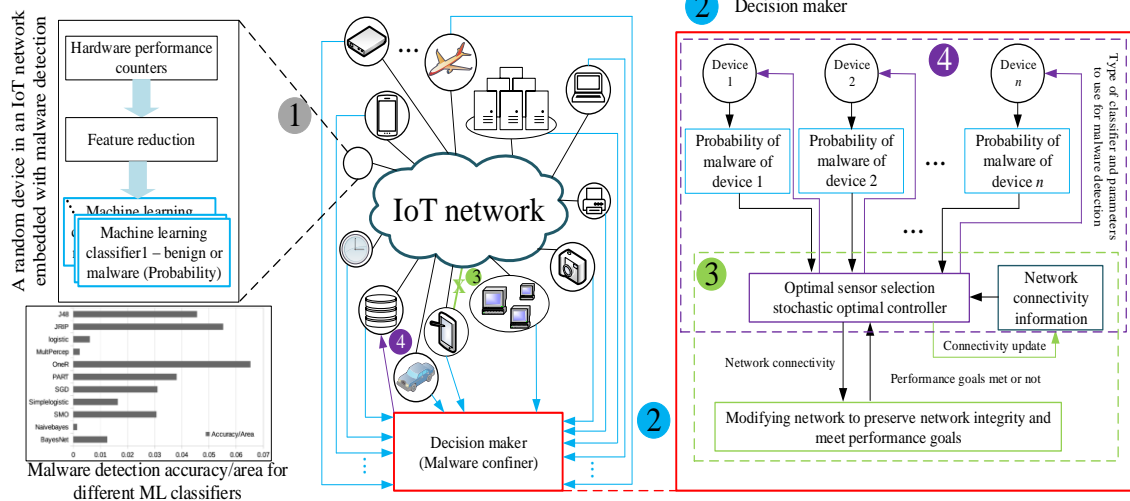 A random device in an IoT network
embedded with malware detection
Hardware performance
counters
Feature reduction
Machine learning
Machine learning
classifier1 – benign or
malware (Probability)
1
J48
JRIP
logistic
MultPercep
OneR
PART
SGD
Simplelogistic
SMO
Naivebayes
BayesNet
Accuracy/Area
0
0.01
0.02
0.03
0.04
0.05
0.06
0.07
Malware detection accuracy/area for
different ML classifiers
...
IoT network
3
4
2
Decision maker
(Malware confiner)
2
Decision maker
Device
1
Device
2
Device
n
4
Probability of
malware of
device 1
Probability of
malware of
device 2
...
Probability of
malware of
device n
...
Type of classifier and parameters
to use for malware detection
3
Optimal sensor selection
stochastic optimal controller
Network
connectivity
information
Connectivity update
Network connectivity
Performance goals met or not
Modifying network to preserve network integrity and
meet performance goals